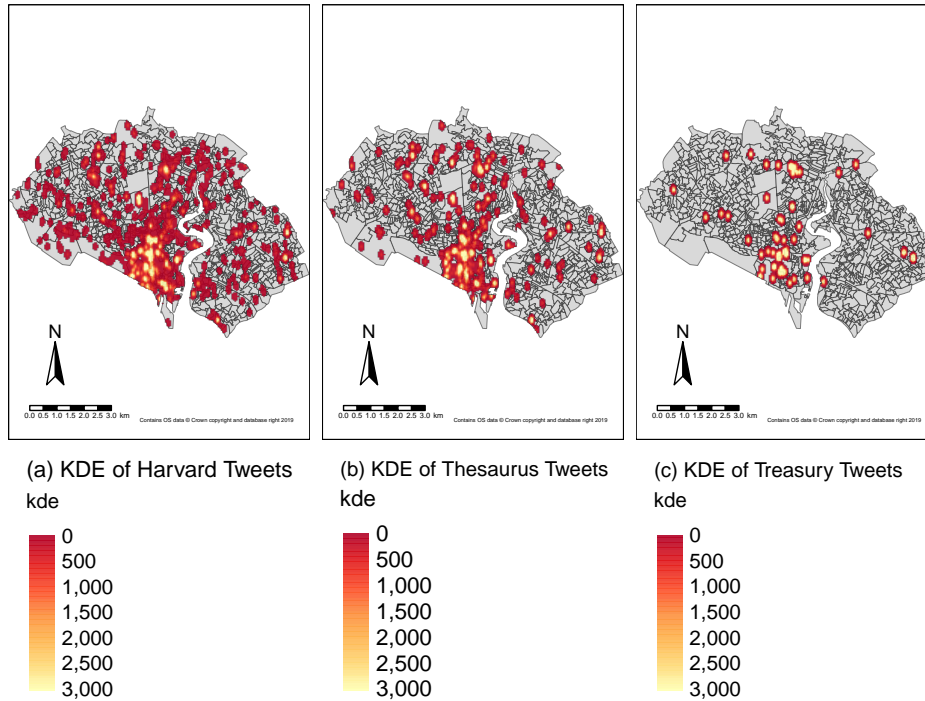 N
0.0 0.5 1.0 1.5 2.0 2.5 3.0 km
Contains OS data © Crown copyright and database right 2019
(a) KDE of Harvard Tweets
kde
0
500
1,000
1,500
2,000
2,500
3,000
N
0.0 0.5 1.0 1.5 2.0 2.5 3.0 km
Contains OS data © Crown copyright and database right 2019
(b) KDE of Thesaurus Tweets
kde
0
500
1,000
1,500
2,000
2,500
3,000
N
0.0 0.5 1.0 1.5 2.0 2.5 3.0 km
Contains OS data © Crown copyright and database right 2019
(c) KDE of Treasury Tweets
kde
0
500
1,000
1,500
2,000
2,500
3,000